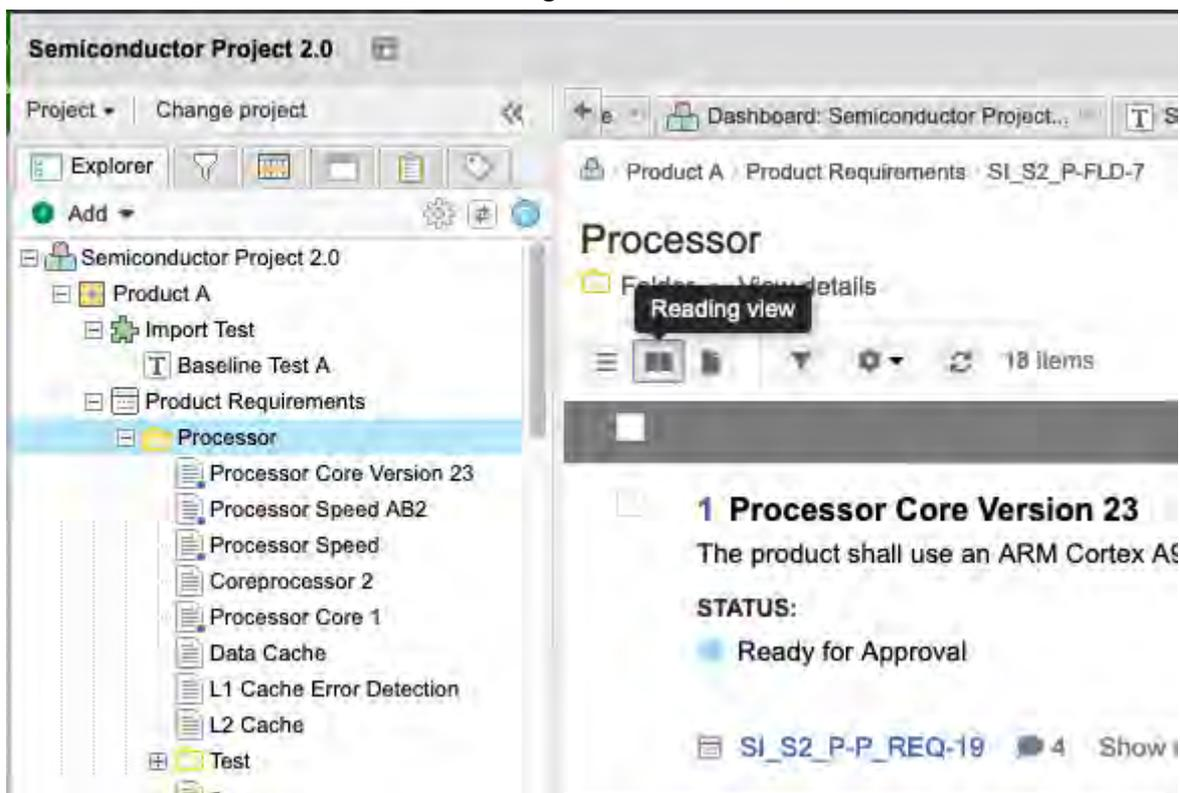 Semiconductor Project 2.0
Project Change project
Explorer
Add
Semiconductor Project 2.0
Product A
Import Test
T Baseline Test A
Product Requirements
Processor
Processor Core Version 23
Processor Speed AB2
Processor Speed
Coreprocessor 2
Processor Core 1
Data Cache
L1 Cache Error Detection
L2 Cache
Test
e Dashboard: Semiconductor Project... T S
Product A Product Requirements SI_S2_P-FLD-7
Processor
Folder View details
Reading view
18 items
1 Processor Core Version 23
The product shall use an ARM Cortex A9
STATUS:
Ready for Approval
SI_S2_P-P_REQ-19 4 Show